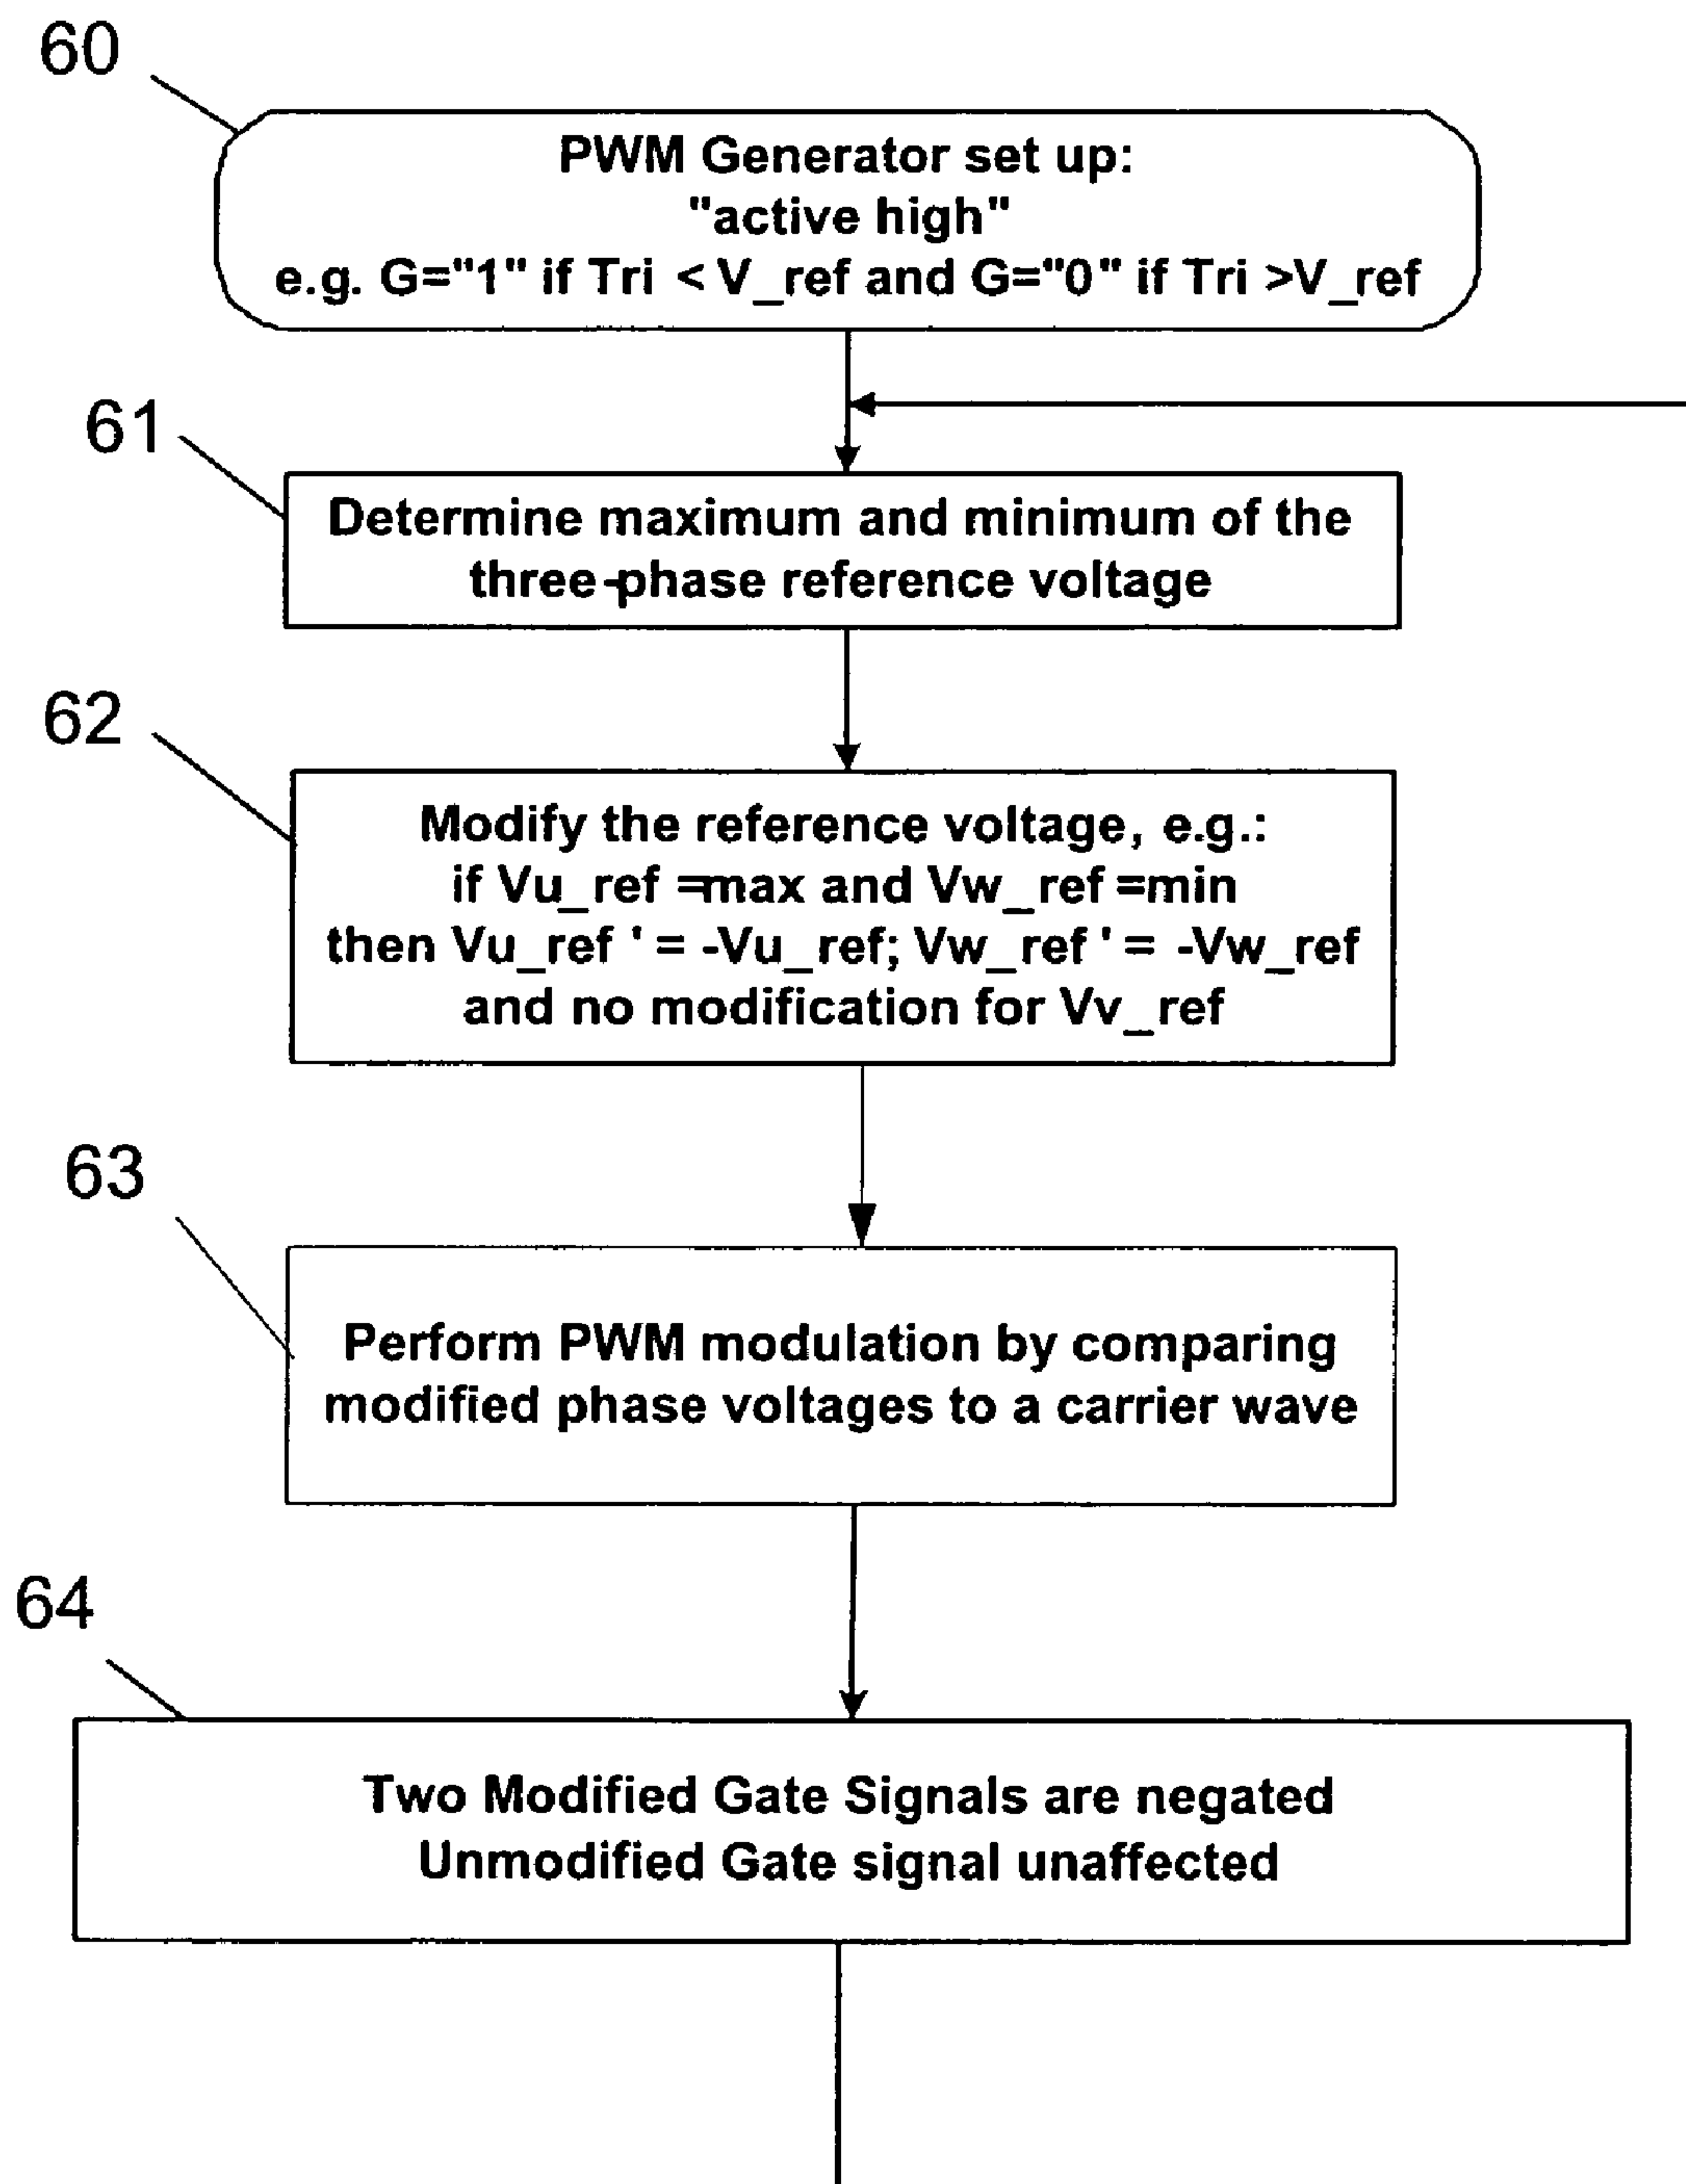 60
PWM Generator set up:
"active high"
e.g. G="1" if Tri < V_ref and G="0" if Tri >V_ref
61
Determine maximum and minimum of the
three-phase reference voltage
62
Modify the reference voltage, e.g.:
if Vu_ref =max and Vw_ref =min
then Vu_ref ' = -Vu_ref; Vw_ref ' = -Vw_ref
and no modification for Vv_ref
63
Perform PWM modulation by comparing
modified phase voltages to a carrier wave
64
Two Modified Gate Signals are negated
Unmodified Gate signal unaffected